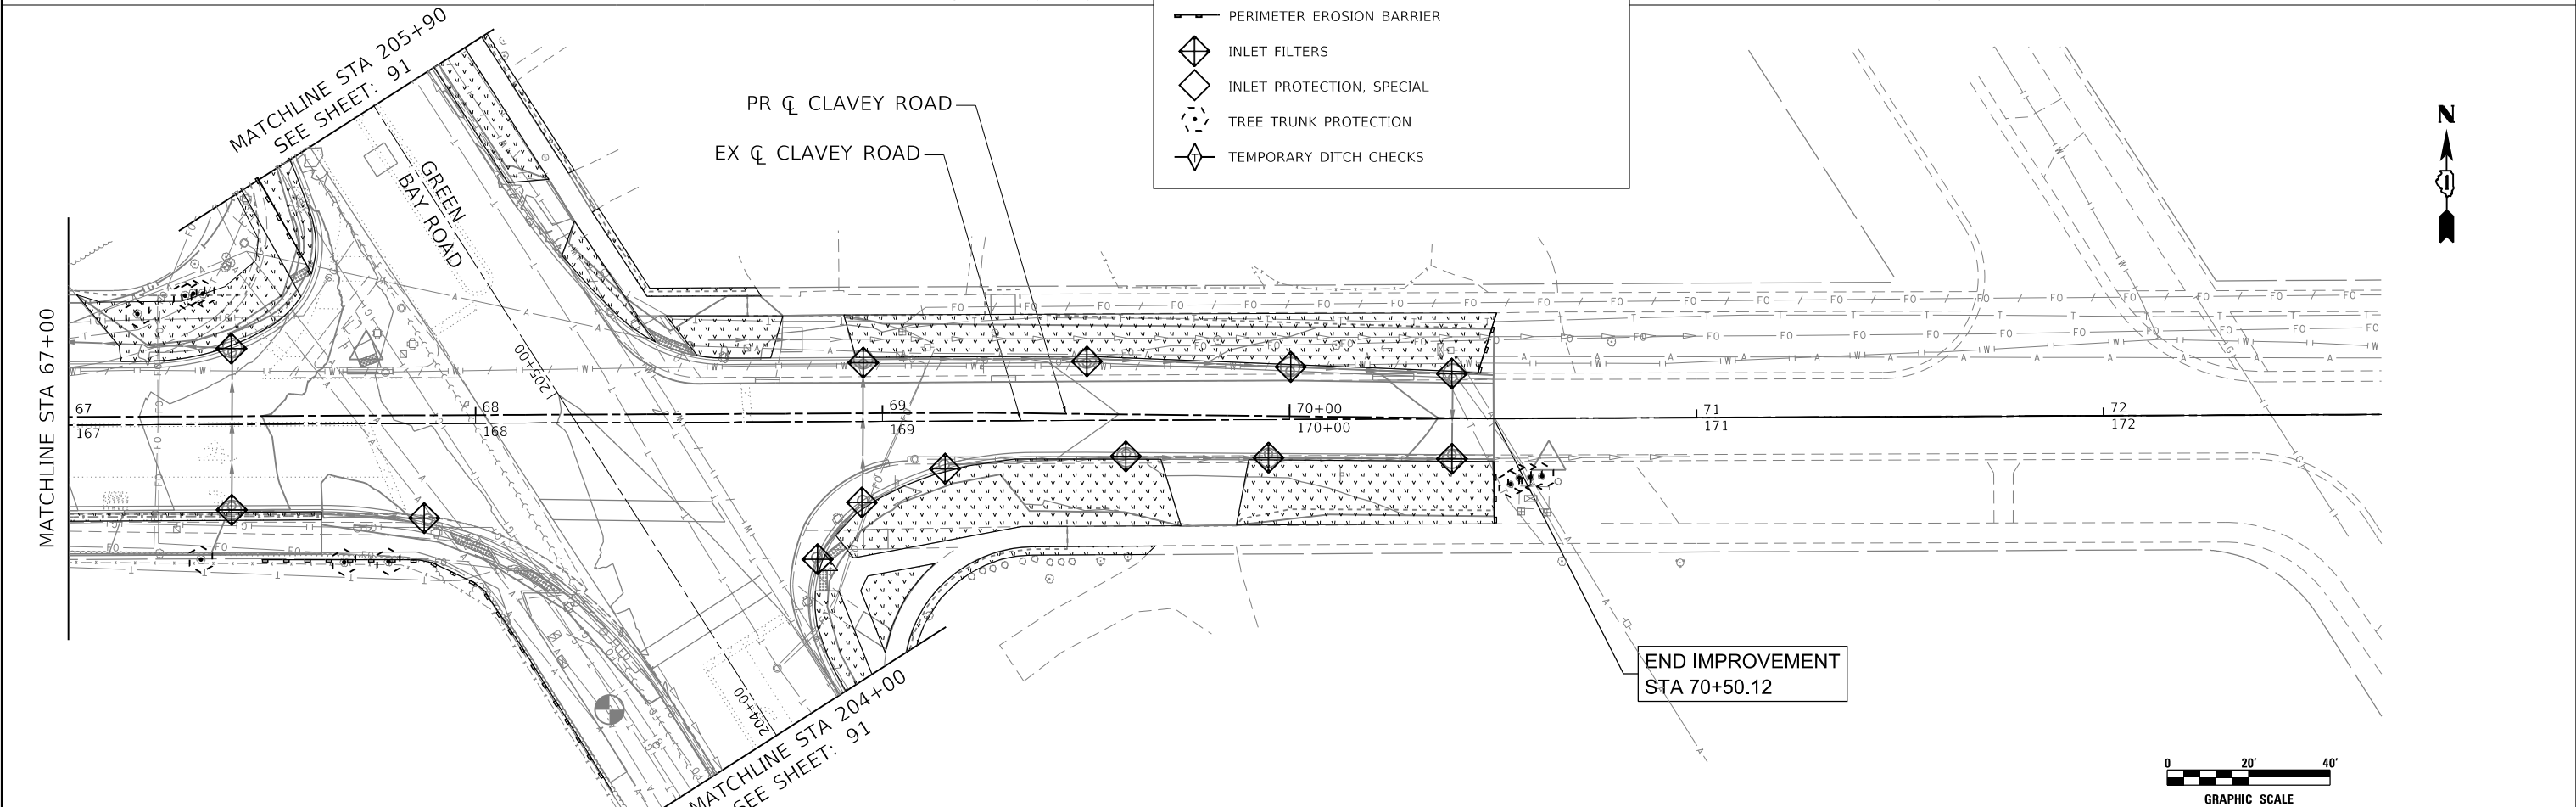 PERIMETER EROSION BARRIER
INLET FILTERS
INLET PROTECTION, SPECIAL
TREE TRUNK PROTECTION
TEMPORARY DITCH CHECKS
MATCHLINE STA 205+90
SEE SHEET: 91
PR ℄ CLAVEY ROAD
EX ℄ CLAVEY ROAD
N
1
GREEN
BAY ROAD
MATCHLINE STA 67+00
205+00
67
68
69
70+00
71
72
167
168
169
170+00
171
172
204+00
MATCHLINE STA 204+00
SEE SHEET: 91
END IMPROVEMENT
STA 70+50.12
0 20' 40'
GRAPHIC SCALE